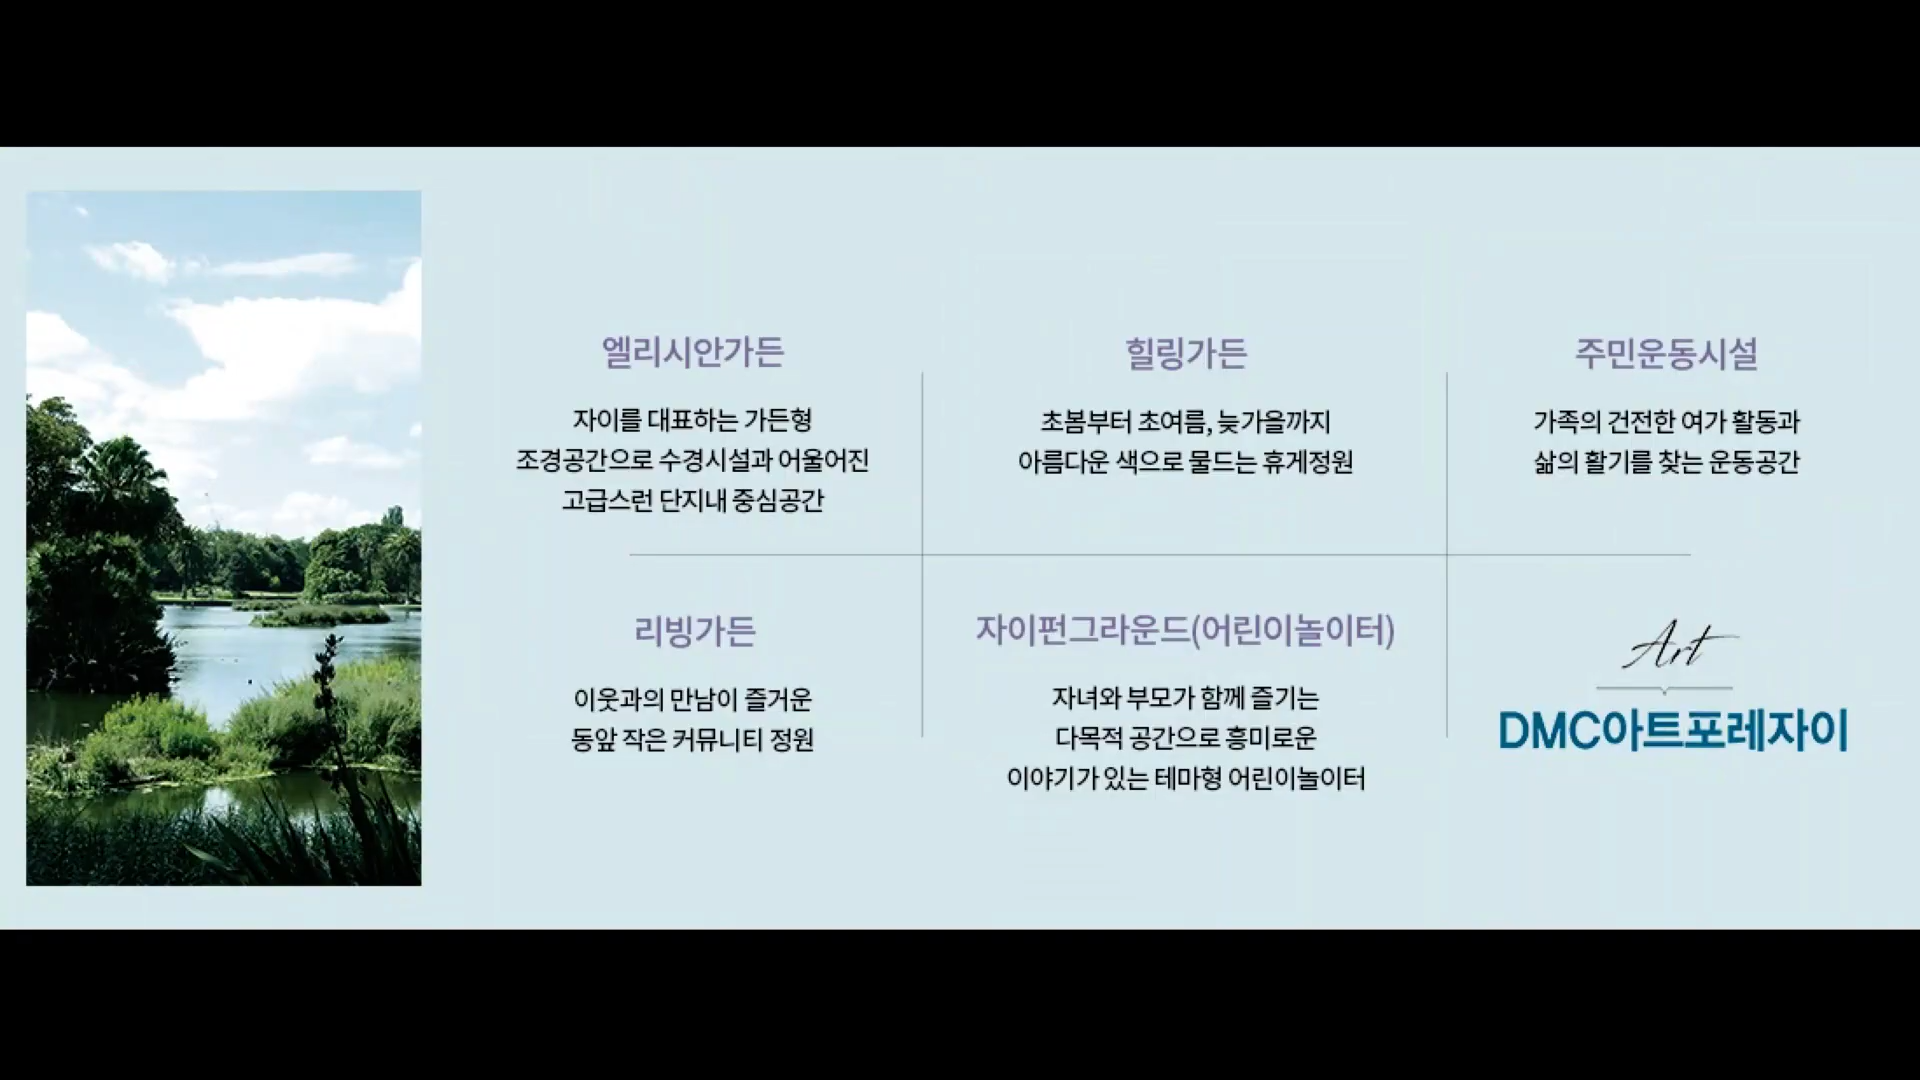 엘리시안가든
자이를 대표하는 가든형
조경공간으로 수경시설과 어울어진
고급스런 단지내 중심공간
힐링가든
초봄부터 초여름, 늦가을까지
아름다운 색으로 물드는 휴게정원
주민운동시설
가족의 건전한 여가 활동과
삶의 활기를 찾는 운동공간
리빙가든
이웃과의 만남이 즐거운
동앞 작은 커뮤니티 정원
자이펀그라운드(어린이놀이터)
자녀와 부모가 함께 즐기는
다목적 공간으로 흥미로운
이야기가 있는 테마형 어린이놀이터
Art
DMC아트포레자이